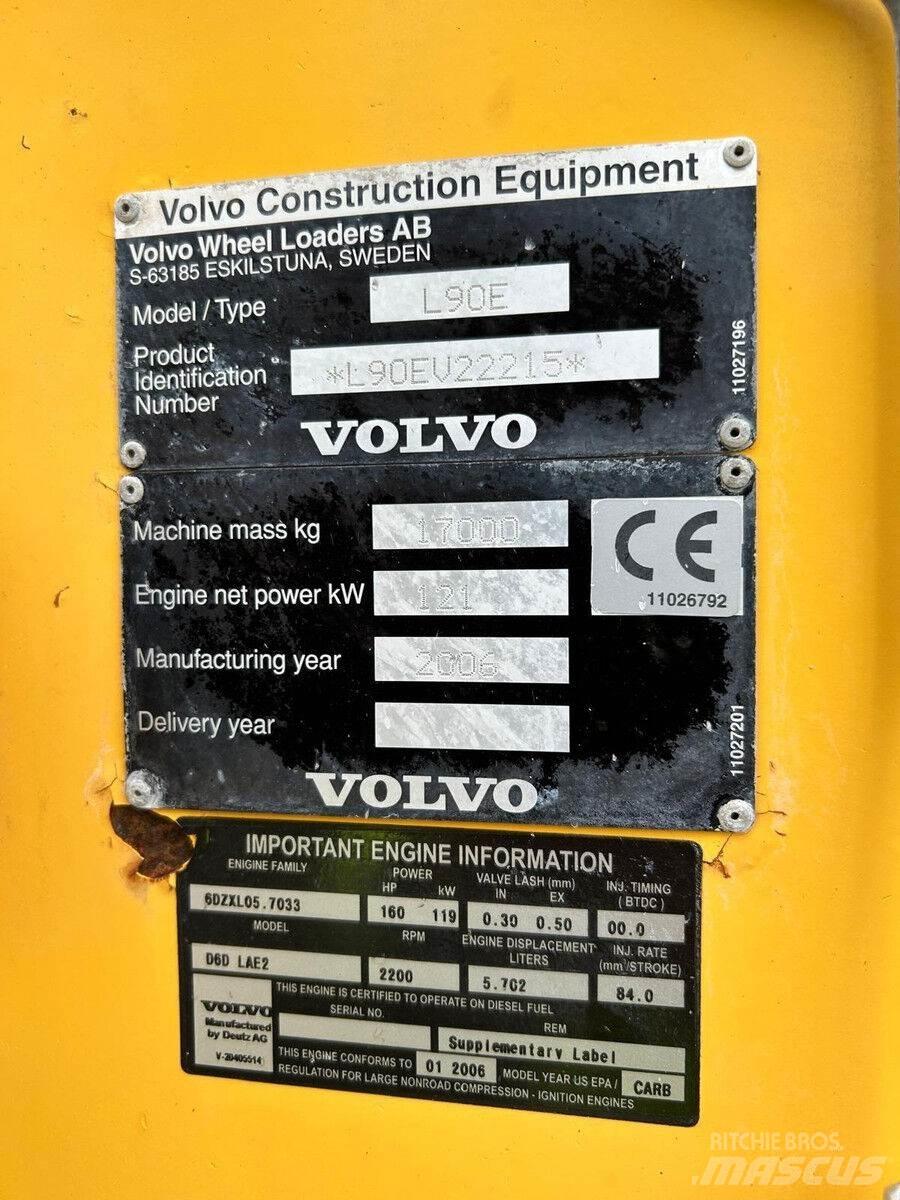 Volvo Construction Equipment
Volvo Wheel Loaders AB
S-63185 ESKILSTUNA, SWEDEN
Model / Type L90E
Product Identification Number *L90EV22215*
11027196
VOLVO
Machine mass kg 17000
CE
11026792
Engine net power kW 121
Manufacturing year 2006
Delivery year
11027201
VOLVO
IMPORTANT ENGINE INFORMATION
ENIGINE FAMILY POWER VALVE LASH (mm) INJ. TIMING
HP kW IN EX (BTDC)
6DZXL05.7033 160 119 0.30 0.50 00.0
MODEL RPM ENGINE DISPLACEMENT LITERS INJ. RATE (mm³/STROKE)
D6D LAE2 2200 5.702 84.0
THIS ENGINE IS CERTIFIED TO OPERATE ON DIESEL FUEL
SERIAL NO. REM
Supplementary Label
VOLVO
Manufactured
by Deutz AG
V-20405514
THIS ENGINE CONFORMS TO 01 2006 MODEL YEAR US EPA / CARB
REGULATION FOR LARGE NONROAD COMPRESSION - IGNITION ENGINES
RITCHIE BROS.
MASCUS